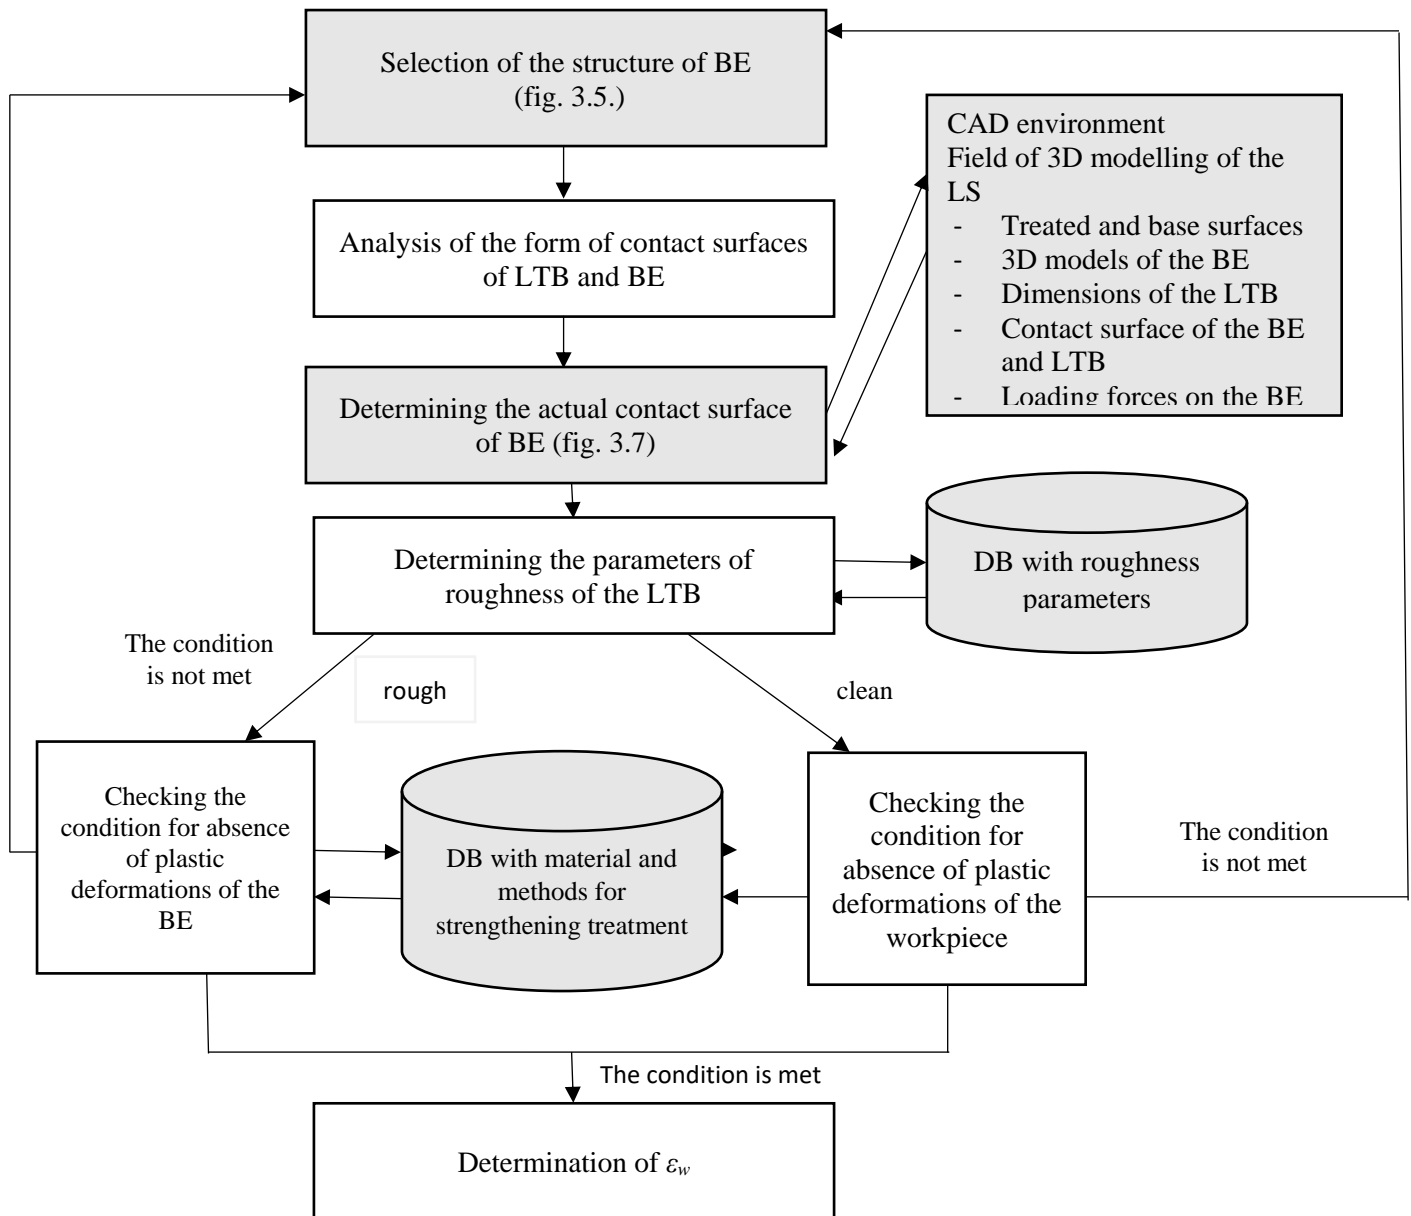 Selection of the structure of BE
(fig. 3.5.)
CAD environment
Field of 3D modelling of the
LS
- Treated and base surfaces
- 3D models of the BE
- Dimensions of the LTB
- Contact surface of the BE
and LTB
- Loading forces on the BE
Analysis of the form of contact surfaces
of LTB and BE
Determining the actual contact surface
of BE (fig. 3.7)
Determining the parameters of
roughness of the LTB
DB with roughness
parameters
The condition
is not met
rough
clean
Checking the
condition for absence
of plastic
deformations of the
BE
DB with material and
methods for
strengthening treatment
Checking the
condition for
absence of plastic
deformations of the
workpiece
The condition
is not met
The condition is met
Determination of εw